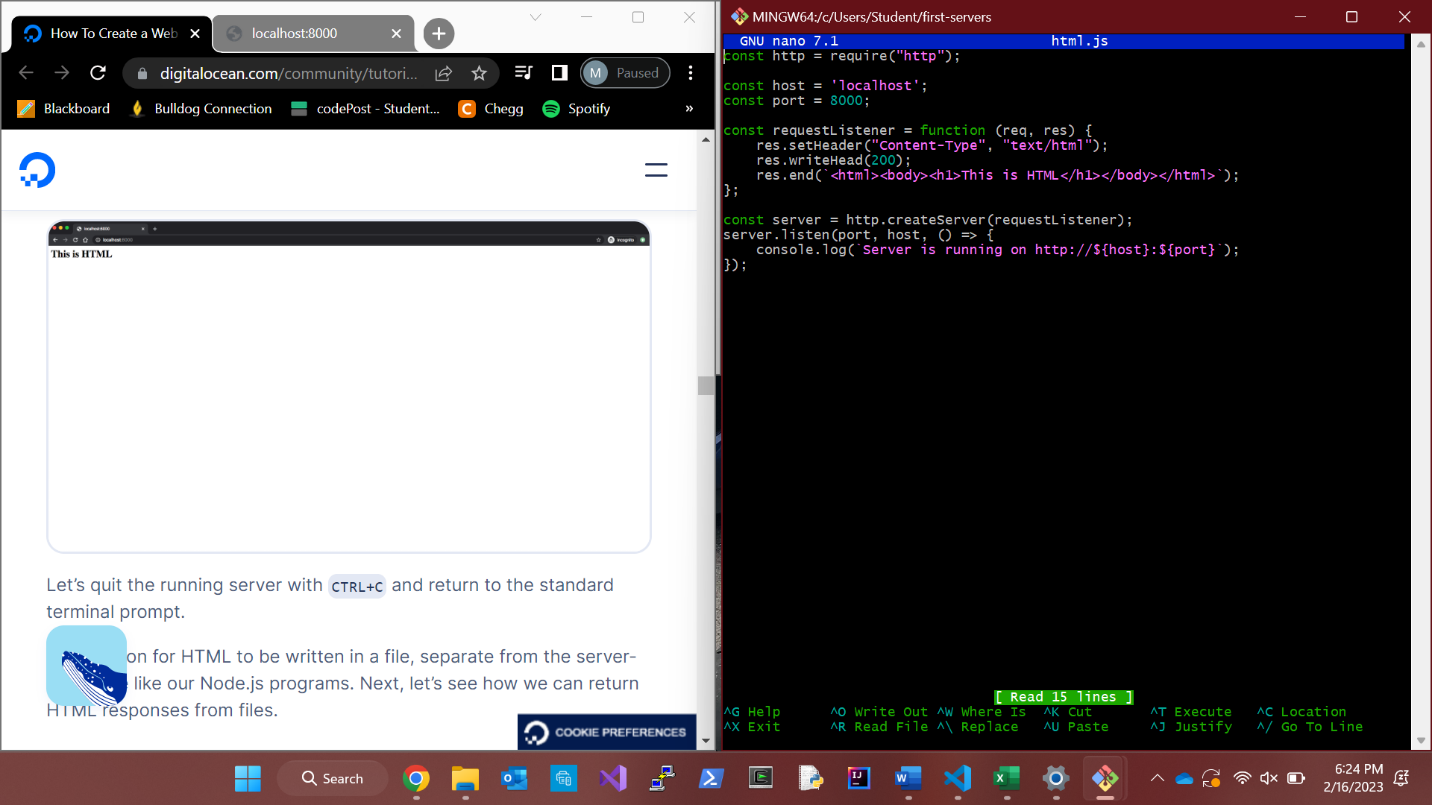 How To Create a Web
localhost:8000
digitalocean.com/community/tutori...
M Paused
Blackboard
Bulldog Connection
codePost - Student...
Chegg
Spotify
»
localhost:8000
localhost:8000
Incognito
This is HTML
Let's quit the running server with CTRL+C and return to the standard
terminal prompt.
on for HTML to be written in a file, separate from the server-
like our Node.js programs. Next, let's see how we can return
HTML responses from files.
COOKIE PREFERENCES
MINGW64:/c/Users/Student/first-servers
GNU nano 7.1 html.js
const http = require("http");
const host = 'localhost';
const port = 8000;
const requestListener = function (req, res) {
res.setHeader("Content-Type", "text/html");
res.writeHead(200);
res.end(`<html><body><h1>This is HTML</h1></body></html>`);
};
const server = http.createServer(requestListener);
server.listen(port, host, () => {
console.log(`Server is running on http://${host}:${port}`);
});
[ Read 15 lines ]
^G Help ^O Write Out ^W Where Is ^K Cut ^T Execute ^C Location
^X Exit ^R Read File ^\ Replace ^U Paste ^J Justify ^/ Go To Line
Search
6:24 PM
2/16/2023